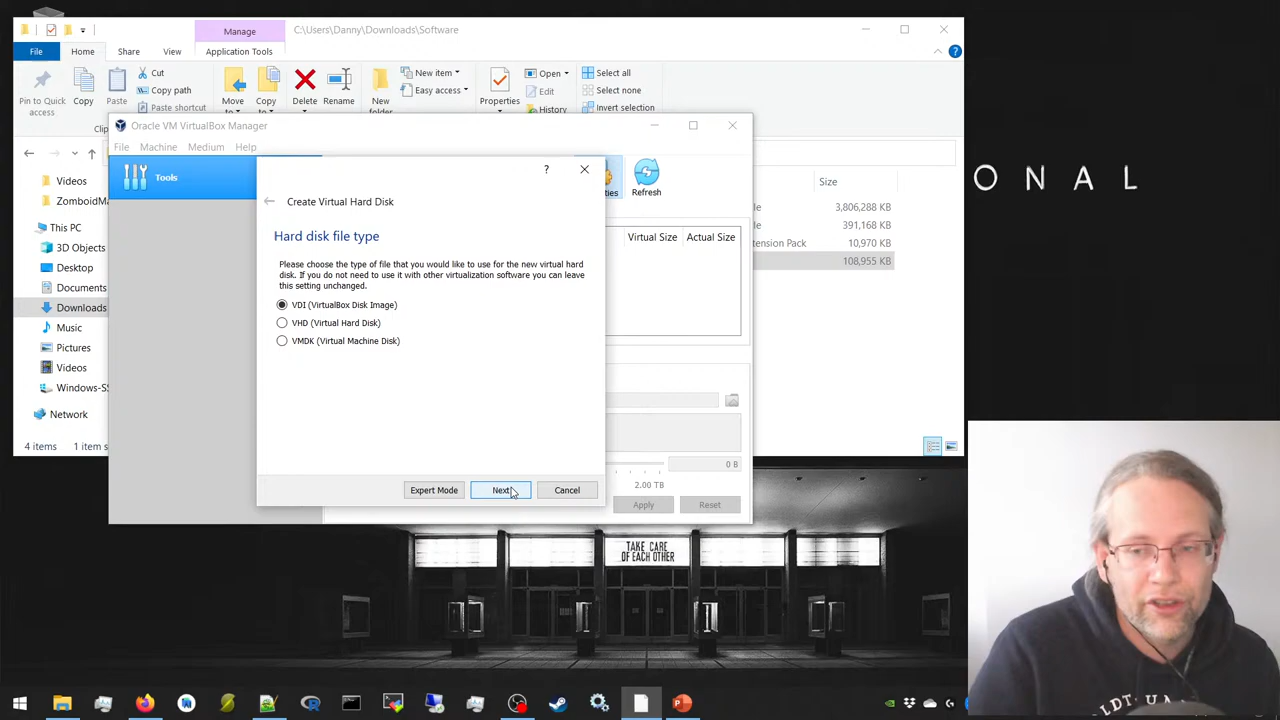 Manage
C:\Users\Danny\Downloads\Software
File
Home
Share
View
Application Tools
Pin to Quick
access
Copy
Paste
Cut
Copy path
Paste shortcut
Move
to
Copy
to
Delete
Rename
New
folder
New item
Easy access
Properties
Open
Edit
History
Select all
Select none
Invert selection
Oracle VM VirtualBox Manager
File
Machine
Medium
Help
Tools
Refresh
Videos
This PC
3D Objects
Desktop
Documents
Downloads
Music
Pictures
Videos
Network
4 items
Size
3,806,288 KB
391,168 KB
10,970 KB
108,955 KB
Virtual Size
Actual Size
0 B
2.00 TB
Apply
Reset
?
Create Virtual Hard Disk
Hard disk file type
Please choose the type of file that you would like to use for the new virtual hard
disk. If you do not need to use it with other virtualization software you can leave
this setting unchanged.
VDI (VirtualBox Disk Image)
VHD (Virtual Hard Disk)
VMDK (Virtual Machine Disk)
Expert Mode
Next
Cancel
O N A L
TAKE CARE
OF EACH OTHER